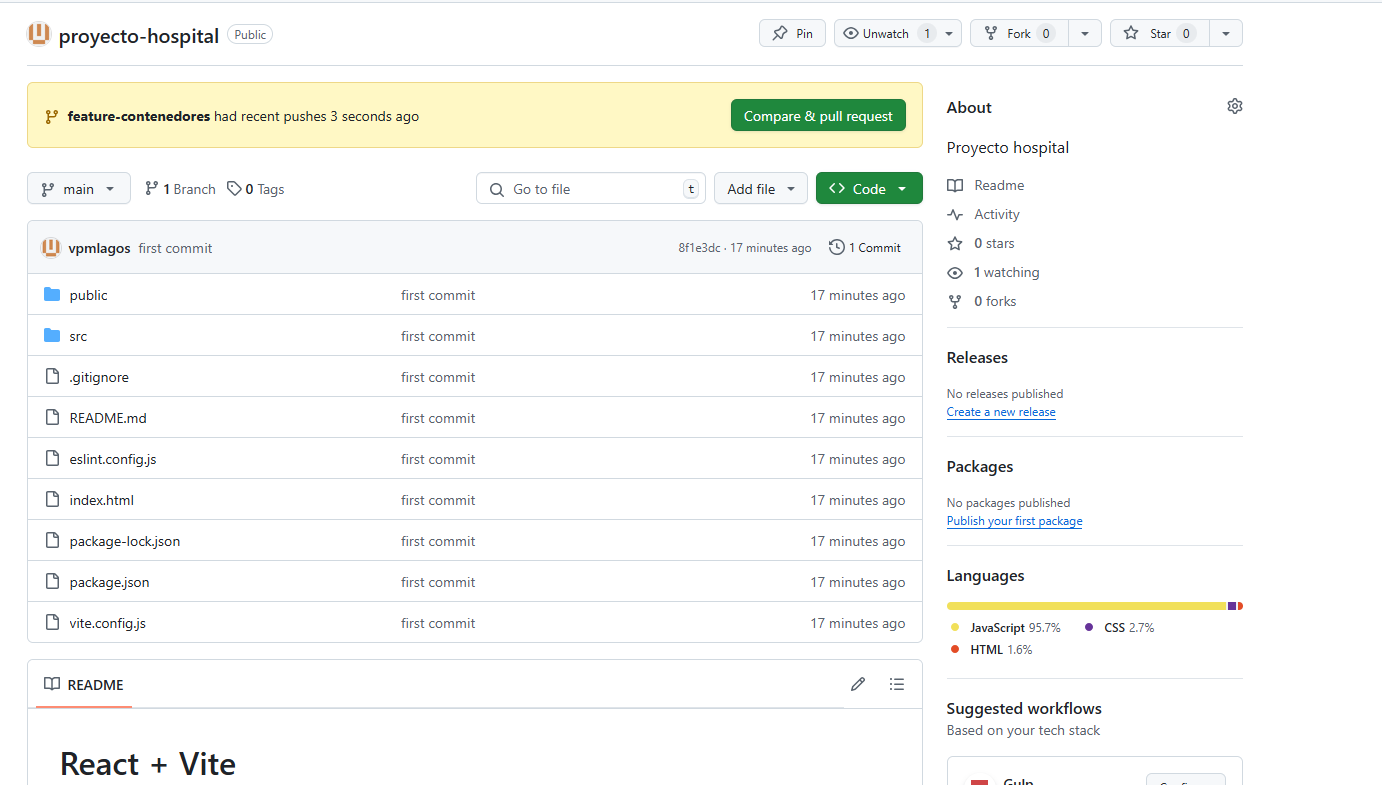 proyecto-hospital Public Pin Unwatch 1 Fork 0 Star 0
feature-contenedores had recent pushes 3 seconds ago Compare & pull request
main 1 Branch 0 Tags Go to file t Add file Code
vpmlagos first commit 8f1e3dc · 17 minutes ago 1 Commit
public first commit 17 minutes ago
src first commit 17 minutes ago
.gitignore first commit 17 minutes ago
README.md first commit 17 minutes ago
eslint.config.js first commit 17 minutes ago
index.html first commit 17 minutes ago
package-lock.json first commit 17 minutes ago
package.json first commit 17 minutes ago
vite.config.js first commit 17 minutes ago
README
React + Vite
About
Proyecto hospital
Readme
Activity
0 stars
1 watching
0 forks
Releases
No releases published
Create a new release
Packages
No packages published
Publish your first package
Languages
JavaScript 95.7% CSS 2.7%
HTML 1.6%
Suggested workflows
Based on your tech stack
Gulp